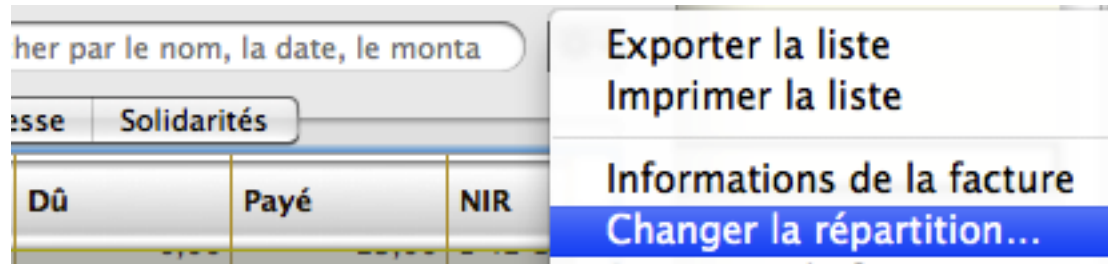 cher par le nom, la date, le monta
Exporter la liste
Imprimer la liste
esse Solidarités
Informations de la facture
Dû Payé NIR
Changer la répartition...